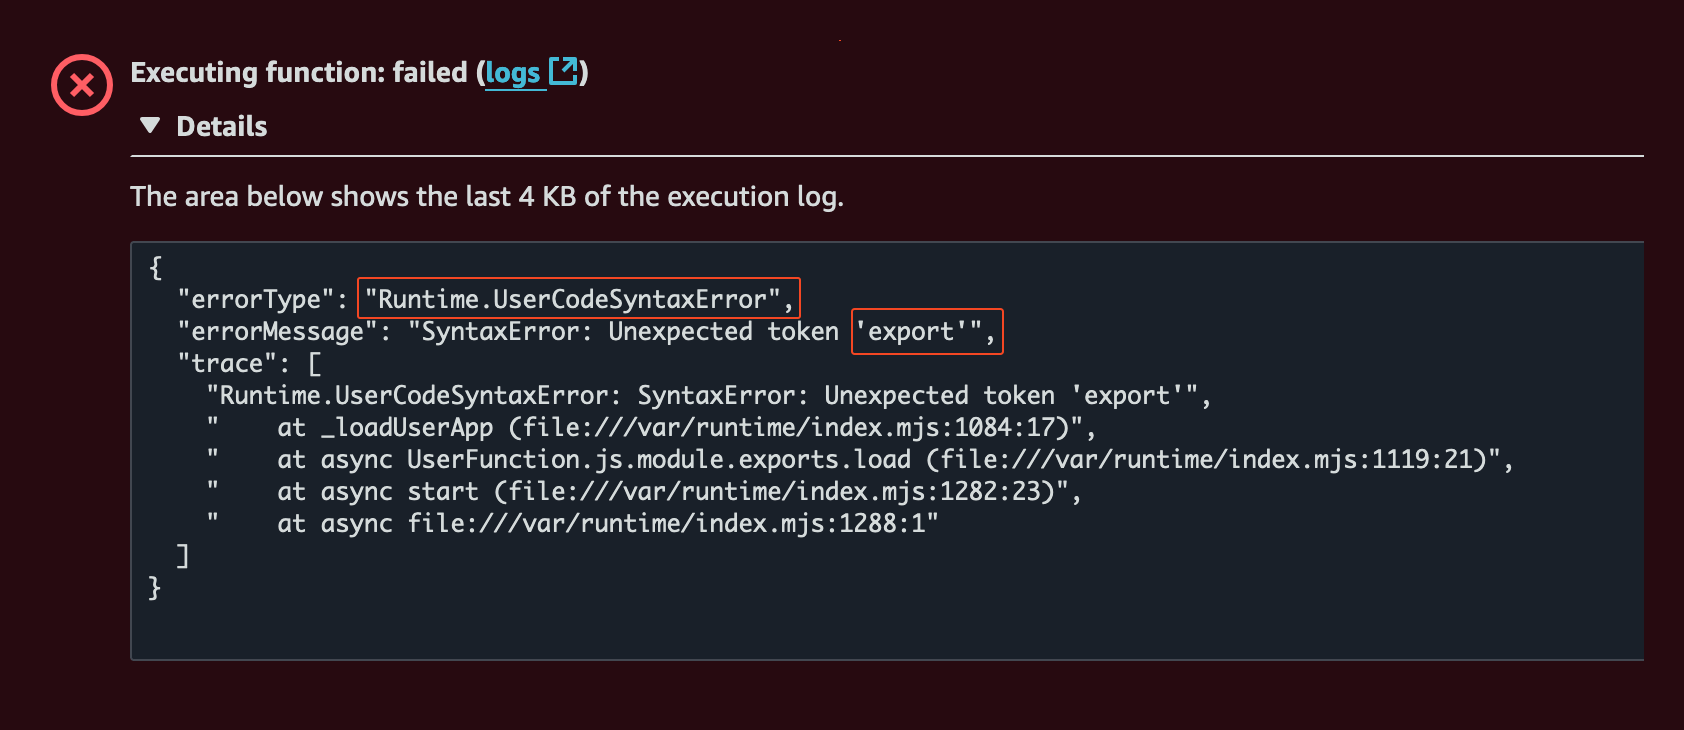 Executing function: failed (logs)
Details
The area below shows the last 4 KB of the execution log.
{
  "errorType": "Runtime.UserCodeSyntaxError",
  "errorMessage": "SyntaxError: Unexpected token 'export'",
  "trace": [
    "Runtime.UserCodeSyntaxError: SyntaxError: Unexpected token 'export'",
    "    at _loadUserApp (file:///var/runtime/index.mjs:1084:17)",
    "    at async UserFunction.js.module.exports.load (file:///var/runtime/index.mjs:1119:21)",
    "    at async start (file:///var/runtime/index.mjs:1282:23)",
    "    at async file:///var/runtime/index.mjs:1288:1"
  ]
}